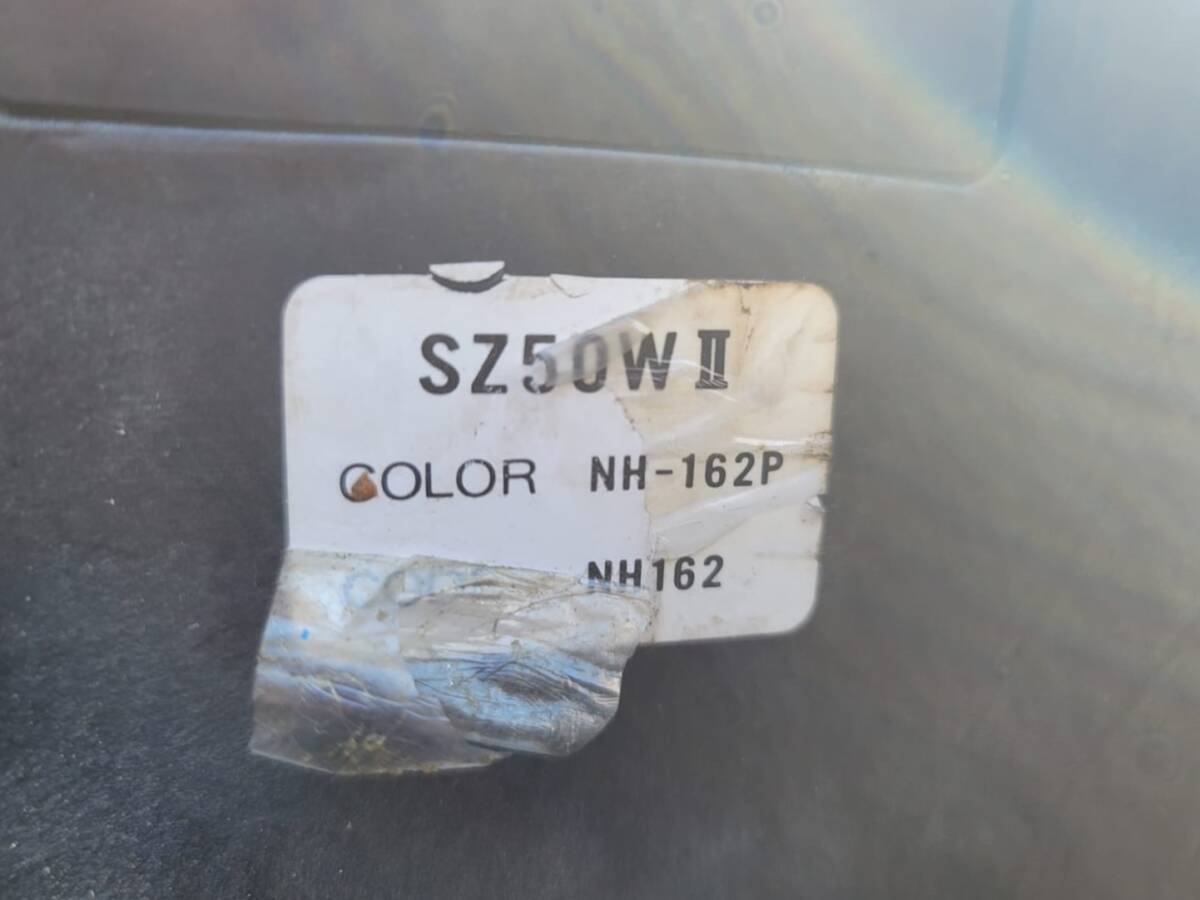 SZ50WⅡ
COLOR NH-162P
NH162